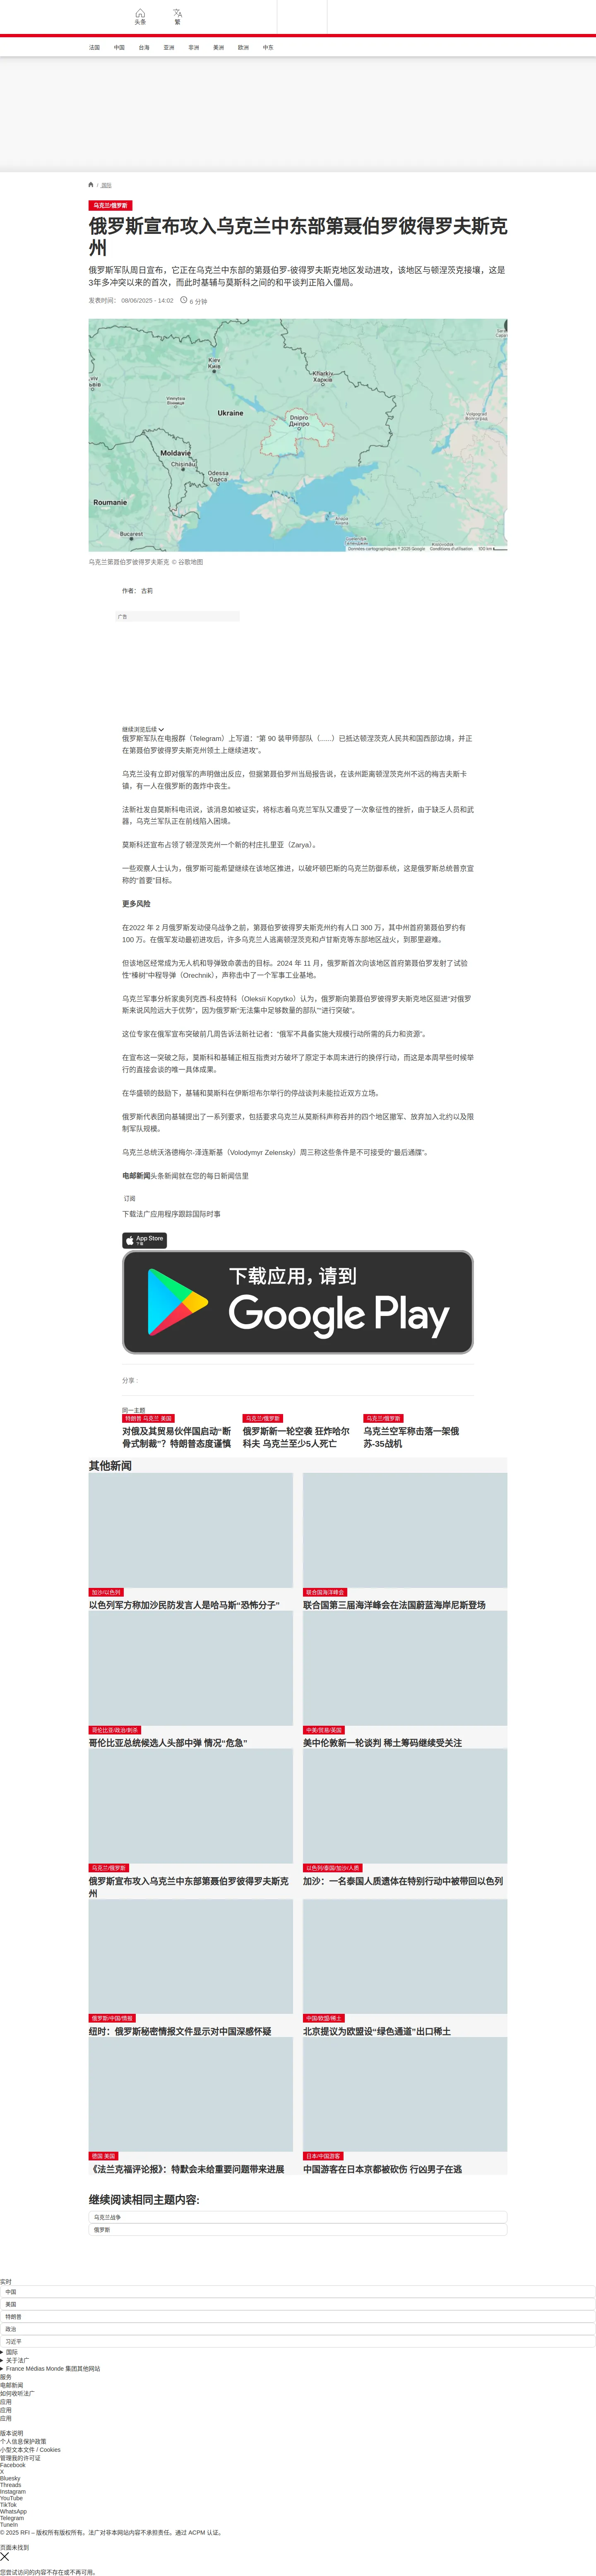 头条
繁
法国 中国 台海 亚洲 非洲 美洲 欧洲 中东
/ 国际
乌克兰/俄罗斯
俄罗斯宣布攻入乌克兰中东部第聂伯罗彼得罗夫斯克
州
俄罗斯军队周日宣布，它正在乌克兰中东部的第聂伯罗-彼得罗夫斯克地区发动进攻，该地区与顿涅茨克接壤，这是
3年多冲突以来的首次，而此时基辅与莫斯科之间的和平谈判正陷入僵局。
发表时间： 08/06/2025 - 14:02 6 分钟
Kyiv
Київ
Kharkiv
Харків
Vinnytsia
Вінниця
Ukraine
Dnipro
Дніпро
Moldavie
Chișinău
Odessa
Одеса
Roumanie
Bucarest
Données cartographiques © 2025 Google Conditions d'utilisation 100 km
乌克兰第聂伯罗彼得罗夫斯克 © 谷歌地图
作者： 古莉
广告
继续浏览后续
俄罗斯军队在电报群（Telegram）上写道：“第 90 装甲师部队（......）已抵达顿涅茨克人民共和国西部边境，并正
在第聂伯罗彼得罗夫斯克州领土上继续进攻”。
乌克兰没有立即对俄军的声明做出反应，但据第聂伯罗州当局报告说，在该州距离顿涅茨克州不远的梅吉夫斯卡
镇，有一人在俄罗斯的轰炸中丧生。
法新社发自莫斯科电讯说，该消息如被证实，将标志着乌克兰军队又遭受了一次象征性的挫折，由于缺乏人员和武
器，乌克兰军队正在前线陷入困境。
莫斯科还宣布占领了顿涅茨克州一个新的村庄扎里亚（Zarya）。
一些观察人士认为，俄罗斯可能希望继续在该地区推进，以破坏顿巴斯的乌克兰防御系统，这是俄罗斯总统普京宣
称的“首要”目标。
更多风险
在2022 年 2 月俄罗斯发动侵乌战争之前，第聂伯罗彼得罗夫斯克州约有人口 300 万，其中州首府第聂伯罗约有
100 万。在俄军发动最初进攻后，许多乌克兰人逃离顿涅茨克和卢甘斯克等东部地区战火，到那里避难。
但该地区经常成为无人机和导弹致命袭击的目标。2024 年 11 月，俄罗斯首次向该地区首府第聂伯罗发射了试验
性“榛树”中程导弹（Orechnik），声称击中了一个军事工业基地。
乌克兰军事分析家奥列克西-科皮特科（Oleksiï Kopytko）认为，俄罗斯向第聂伯罗彼得罗夫斯克地区挺进“对俄罗
斯来说风险远大于优势”，因为俄罗斯“无法集中足够数量的部队”“进行突破”。
这位专家在俄军宣布突破前几周告诉法新社记者：“俄军不具备实施大规模行动所需的兵力和资源”。
在宣布这一突破之际，莫斯科和基辅正相互指责对方破坏了原定于本周末进行的换俘行动，而这是本周早些时候举
行的直接会谈的唯一具体成果。
在华盛顿的鼓励下，基辅和莫斯科在伊斯坦布尔举行的停战谈判未能拉近双方立场。
俄罗斯代表团向基辅提出了一系列要求，包括要求乌克兰从莫斯科声称吞并的四个地区撤军、放弃加入北约以及限
制军队规模。
乌克兰总统沃洛德梅尔-泽连斯基（Volodymyr Zelensky）周三称这些条件是不可接受的“最后通牒”。
电邮新闻头条新闻就在您的每日新闻信里
订阅
下载法广应用程序跟踪国际时事
App Store
下载
下载应用，请到
Google Play
分享 :
同一主题
特朗普 乌克兰 美国
对俄及其贸易伙伴国启动“断
骨式制裁”？特朗普态度谨慎
乌克兰/俄罗斯
俄罗斯新一轮空袭 狂炸哈尔
科夫 乌克兰至少5人死亡
乌克兰/俄罗斯
乌克兰空军称击落一架俄
苏-35战机
其他新闻
加沙/以色列
以色列军方称加沙民防发言人是哈马斯“恐怖分子”
联合国海洋峰会
联合国第三届海洋峰会在法国蔚蓝海岸尼斯登场
哥伦比亚/政治/刺杀
哥伦比亚总统候选人头部中弹 情况“危急”
中美/贸易/英国
美中伦敦新一轮谈判 稀土筹码继续受关注
乌克兰/俄罗斯
俄罗斯宣布攻入乌克兰中东部第聂伯罗彼得罗夫斯克
州
以色列/泰国/加沙/人质
加沙：一名泰国人质遗体在特别行动中被带回以色列
俄罗斯/中国/情报
纽时：俄罗斯秘密情报文件显示对中国深感怀疑
中国/欧盟/稀土
北京提议为欧盟设“绿色通道”出口稀土
德国 美国
《法兰克福评论报》：特默会未给重要问题带来进展
日本/中国游客
中国游客在日本京都被砍伤 行凶男子在逃
继续阅读相同主题内容:
乌克兰战争
俄罗斯
实时
中国
美国
特朗普
政治
习近平
国际
关于法广
France Médias Monde 集团其他网站
服务
电邮新闻
如何收听法广
应用
应用
应用
版本说明
个人信息保护政策
小型文本文件 / Cookies
管理我的许可证
Facebook
X
Bluesky
Threads
Instagram
YouTube
TikTok
WhatsApp
Telegram
TuneIn
© 2025 RFI – 版权所有版权所有。法广对非本网站内容不承担责任。通过 ACPM 认证。
页面未找到
您尝试访问的内容不存在或不再可用。